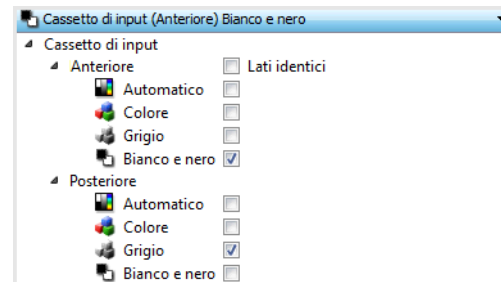 Cassetto di input (Anteriore) Bianco e nero
Cassetto di input
Anteriore Lati identici
Automatico
Colore
Grigio
Bianco e nero
Posteriore
Automatico
Colore
Grigio
Bianco e nero